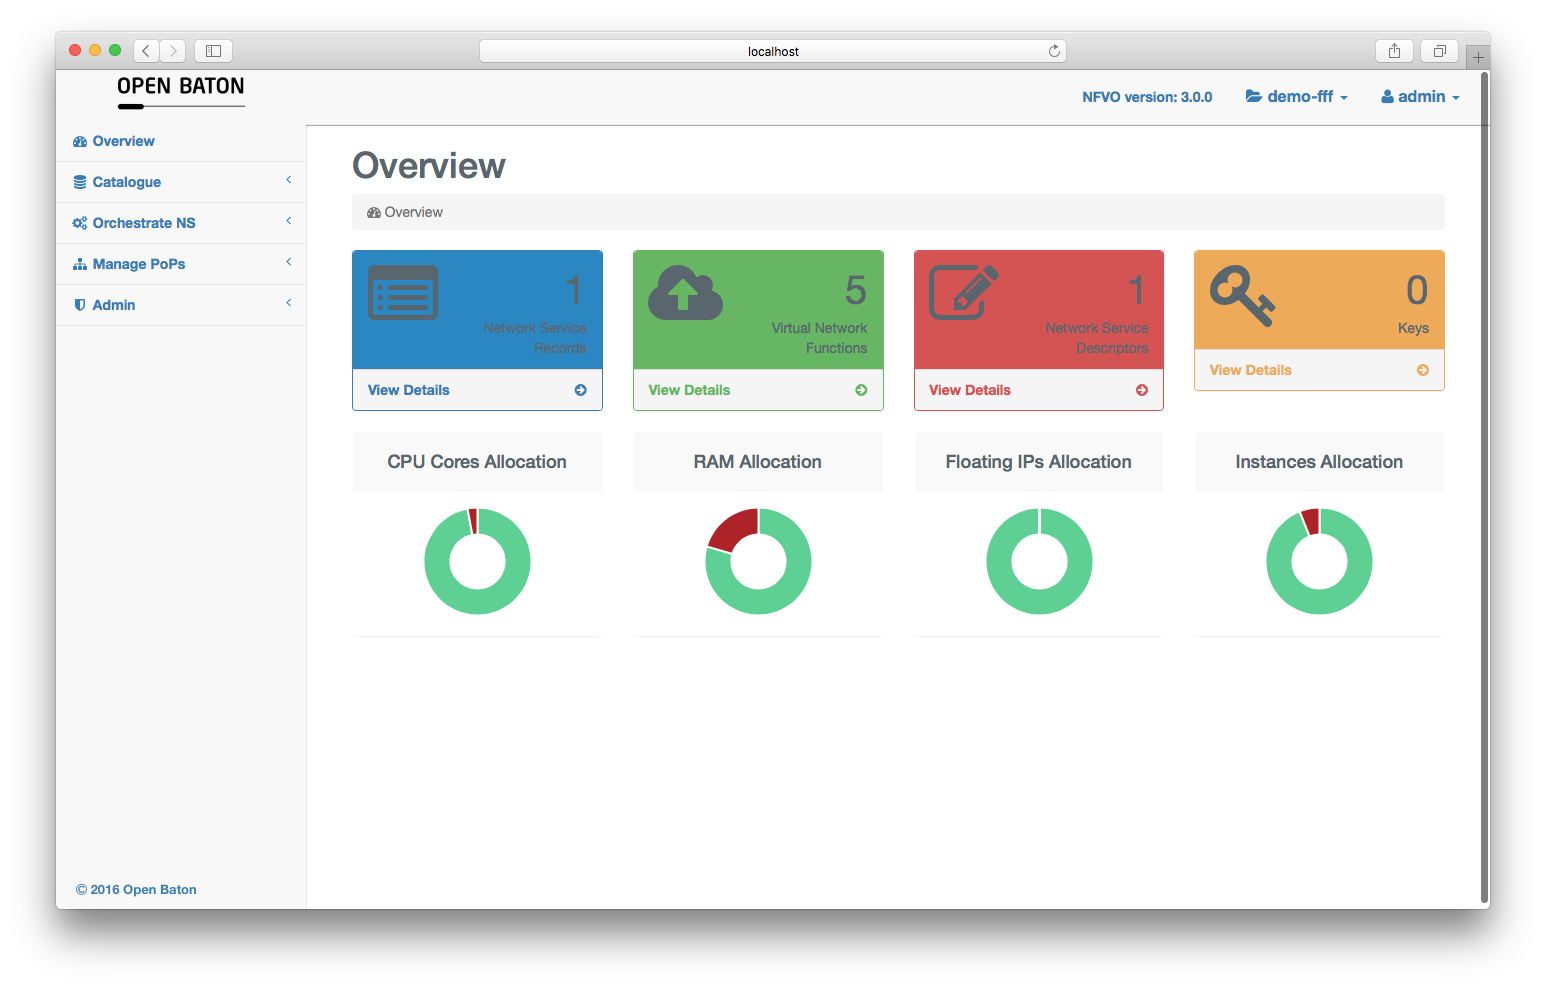 localhost
OPEN BATON
NFVO version: 3.0.0
demo-fff
admin
Overview
Catalogue
Orchestrate NS
Manage PoPs
Admin
Overview
Overview
1
Network Service
Records
View Details
5
Virtual Network
Functions
View Details
1
Network Service
Descriptors
View Details
0
Keys
View Details
CPU Cores Allocation
RAM Allocation
Floating IPs Allocation
Instances Allocation
© 2016 Open Baton